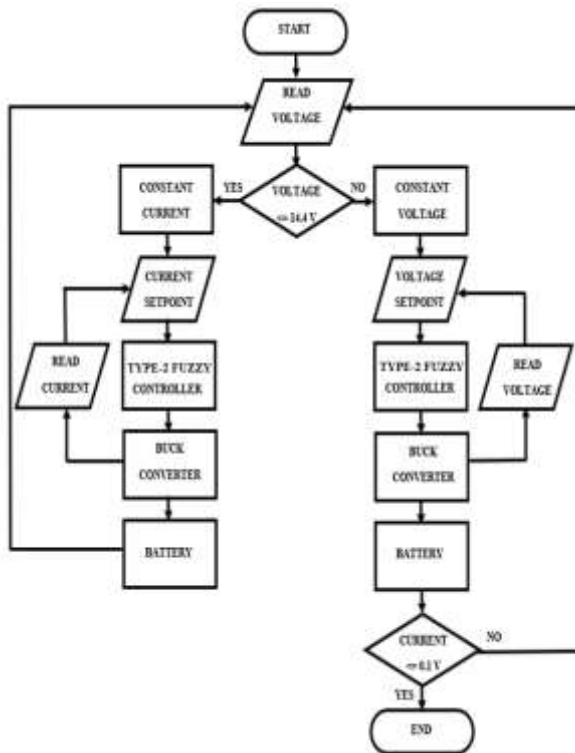 START
READ
VOLTAGE
YES
VOLTAGE
<= 14.4 V
NO
CONSTANT
CURRENT
CONSTANT
VOLTAGE
CURRENT
SETPOINT
VOLTAGE
SETPOINT
READ
CURRENT
TYPE-2 FUZZY
CONTROLLER
TYPE-2 FUZZY
CONTROLLER
READ
VOLTAGE
BUCK
CONVERTER
BUCK
CONVERTER
BATTERY
BATTERY
CURRENT
<= 0.1 V
NO
YES
END